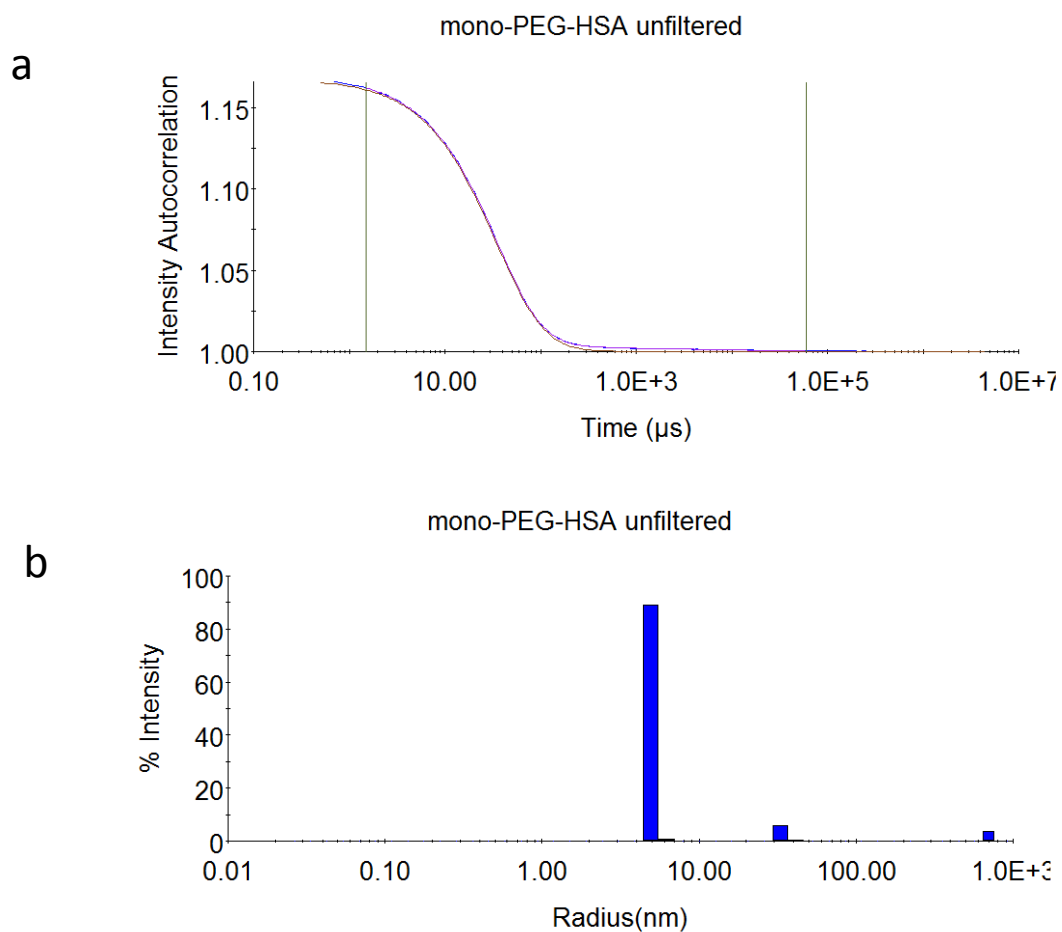 mono-PEG-HSA unfiltered
a
Intensity Autocorrelation
1.15
1.10
1.05
1.00
0.10 10.00 1.0E+3 1.0E+5 1.0E+7
Time (µs)
mono-PEG-HSA unfiltered
b
% Intensity
100
80
60
40
20
0
0.01 0.10 1.00 10.00 100.00 1.0E+3
Radius(nm)